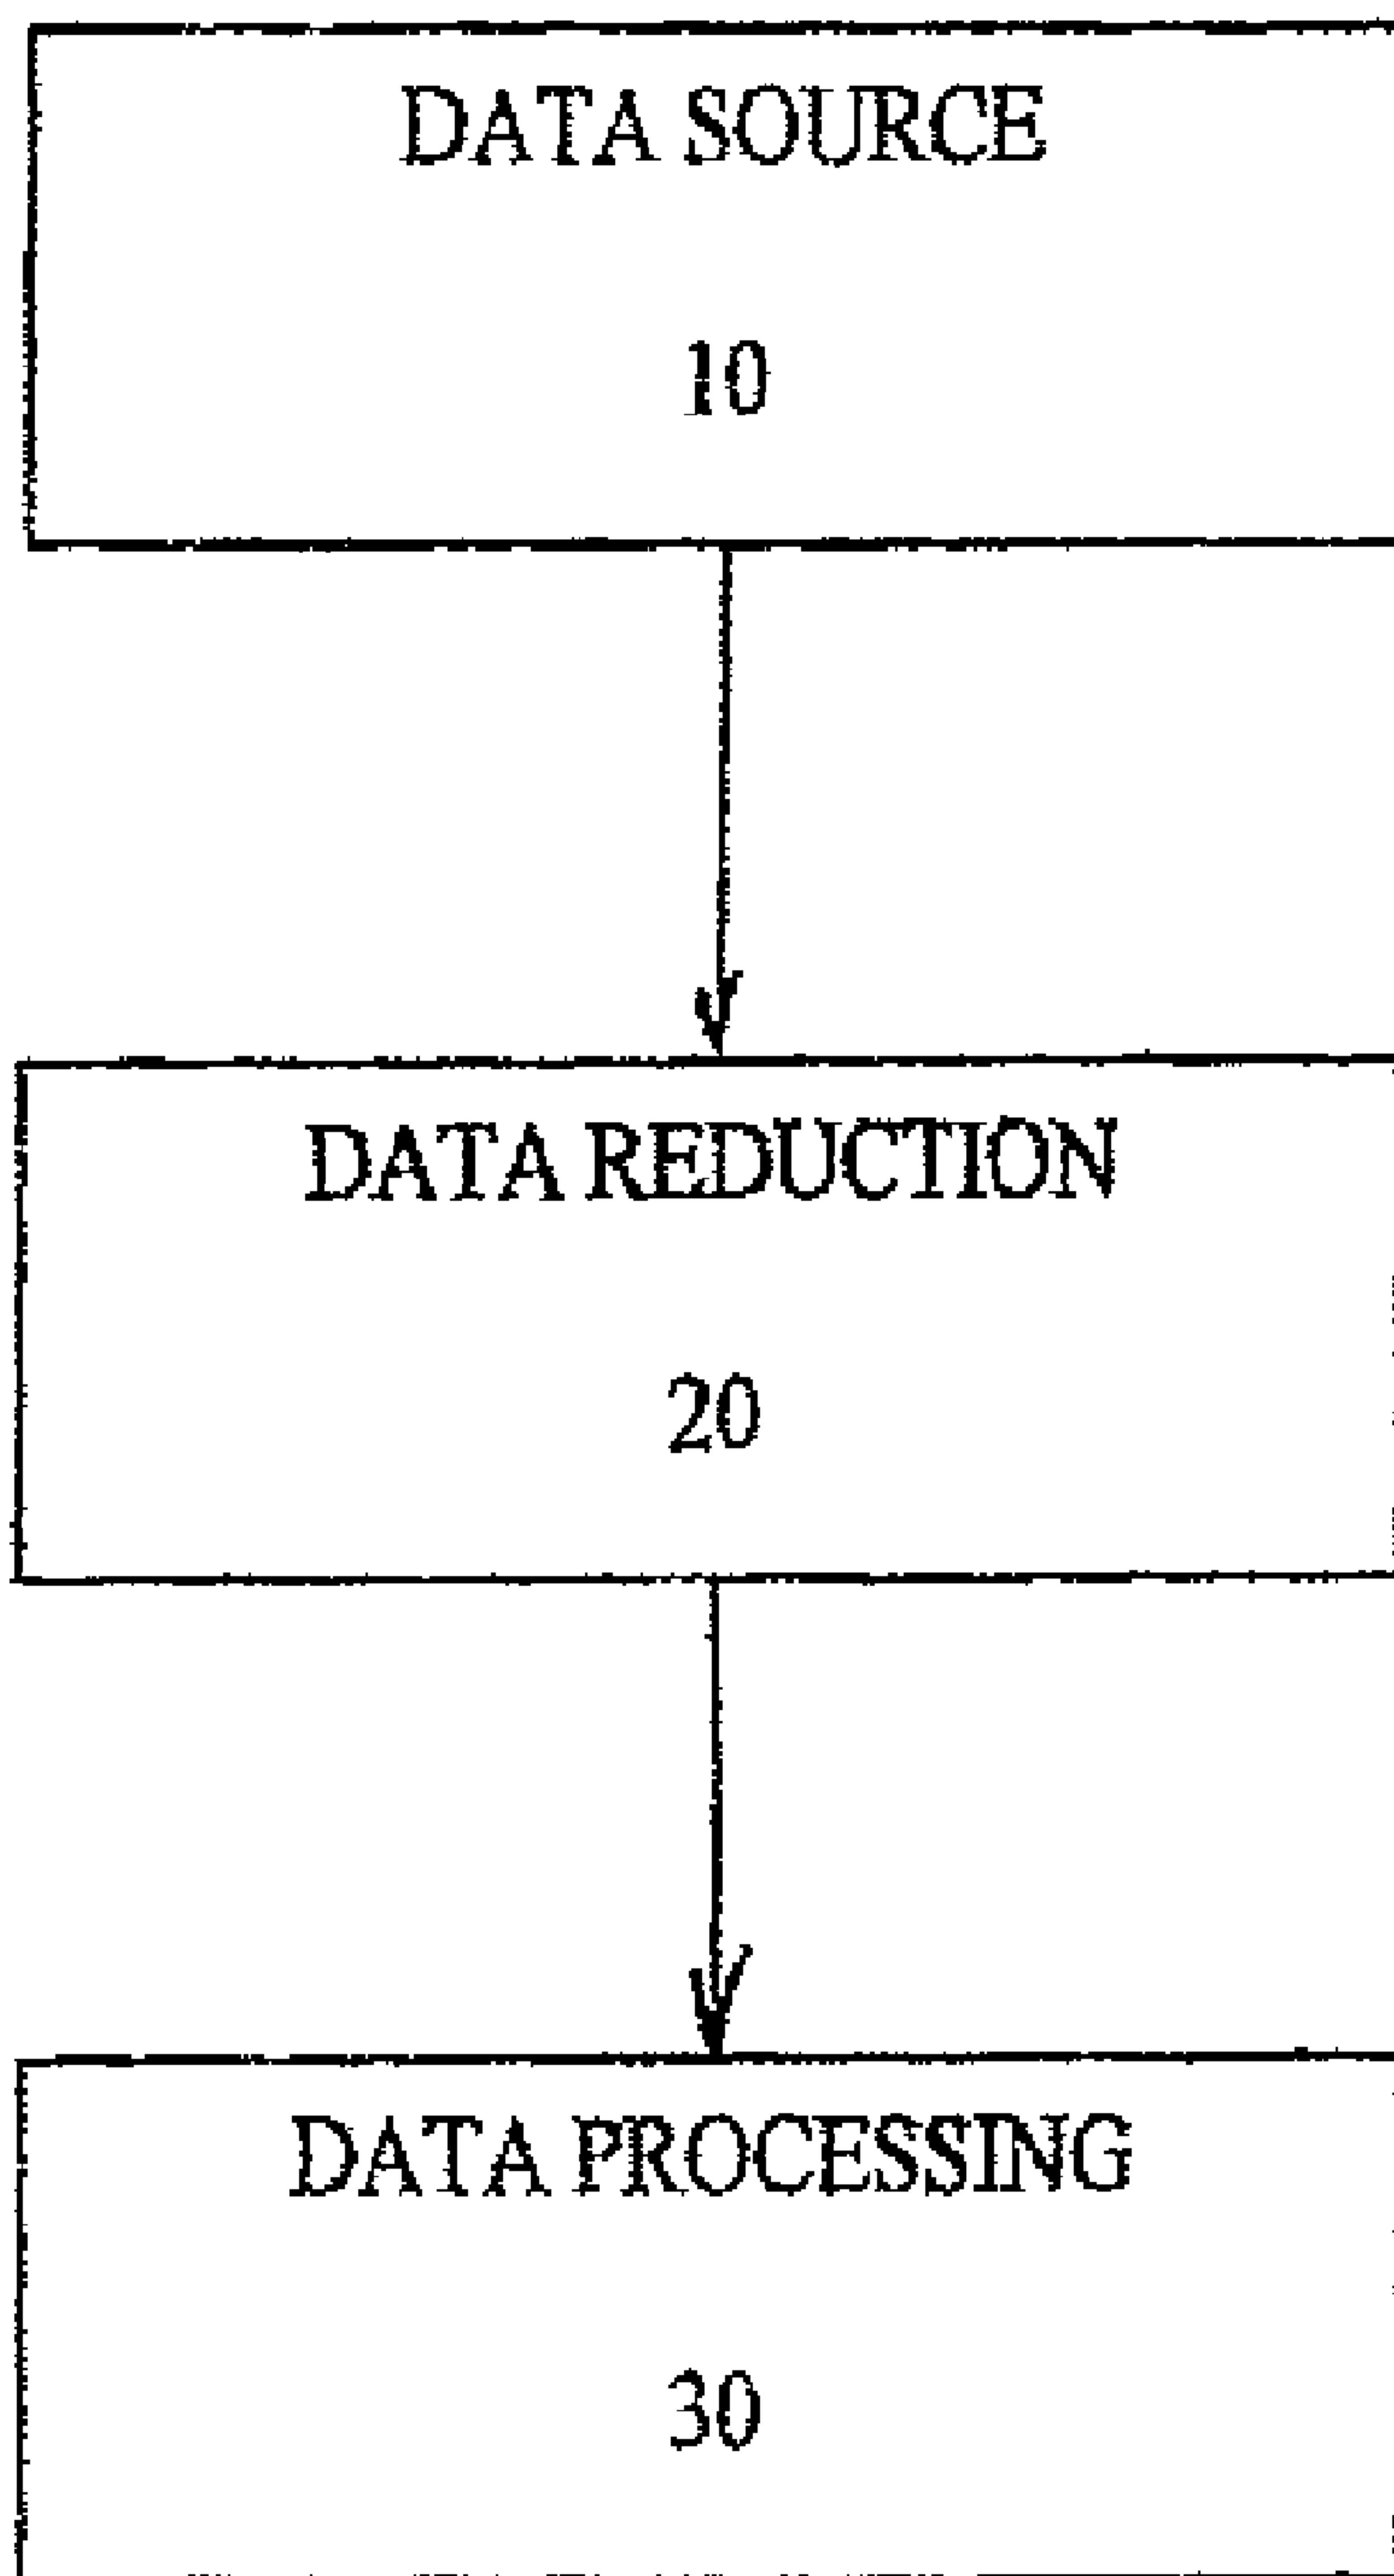 DATA SOURCE
10
DATA REDUCTION
20
DATA PROCESSING
30